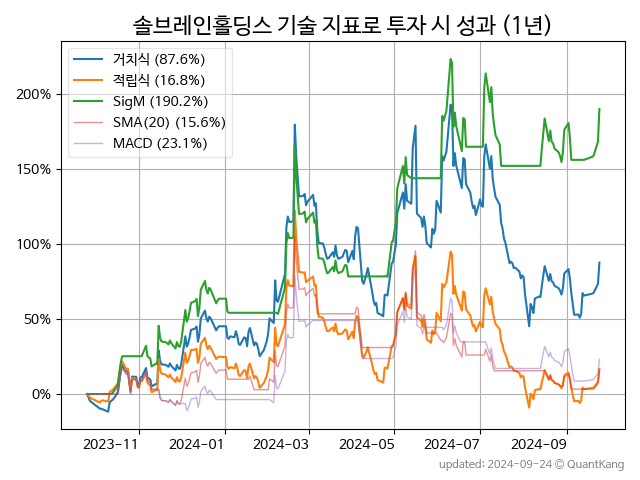 솔브레인홀딩스 기술 지표로 투자 시 성과 (1년)
거치식 (87.6%)
적립식 (16.8%)
SigM (190.2%)
SMA(20) (15.6%)
MACD (23.1%)
200%
150%
100%
50%
0%
2023-11 2024-01 2024-03 2024-05 2024-07 2024-09
updated: 2024-09-24 © QuantKang